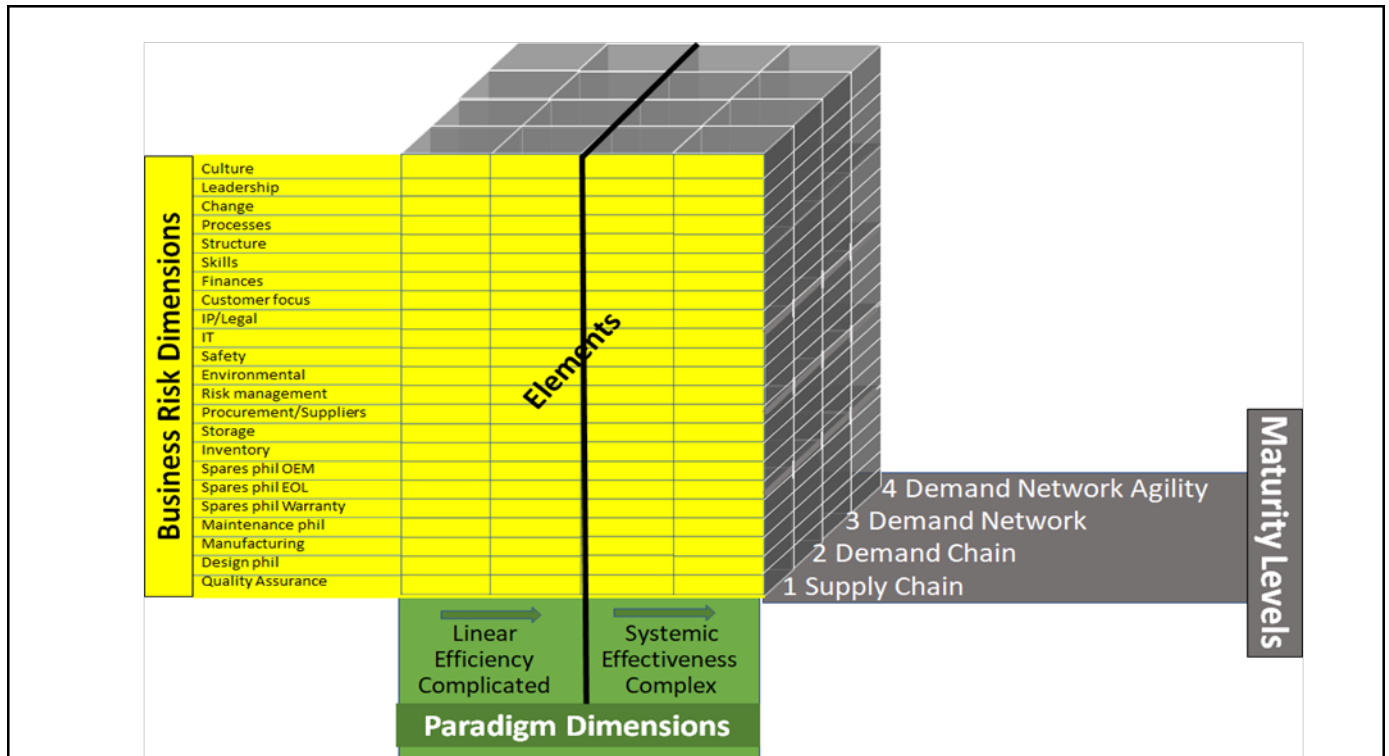 Business Risk Dimensions
Culture
Leadership
Change
Processes
Structure
Skills
Finances
Customer focus
IP/Legal
IT
Safety
Environmental
Risk management
Procurement/Suppliers
Storage
Inventory
Spares phil OEM
Spares phil EOL
Spares phil Warranty
Maintenance phil
Manufacturing
Design phil
Quality Assurance
Elements
4 Demand Network Agility
3 Demand Network
2 Demand Chain
1 Supply Chain
Maturity Levels
Linear
Efficiency
Complicated
Systemic
Effectiveness
Complex
Paradigm Dimensions